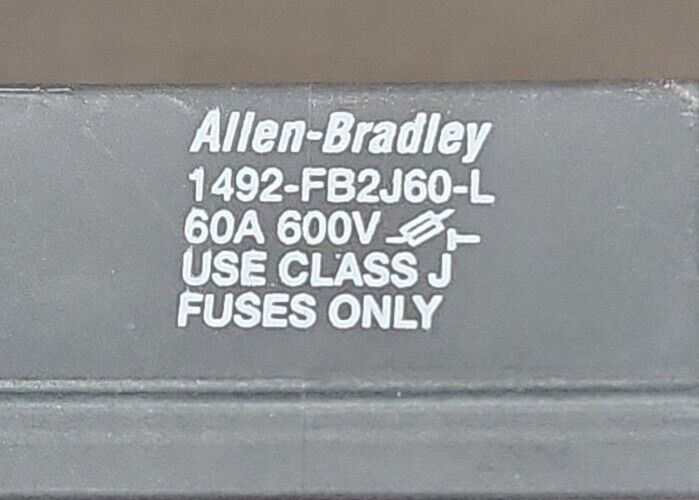 Allen-Bradley
1492-FB2J60-L
60A 600V
USE CLASS J
FUSES ONLY